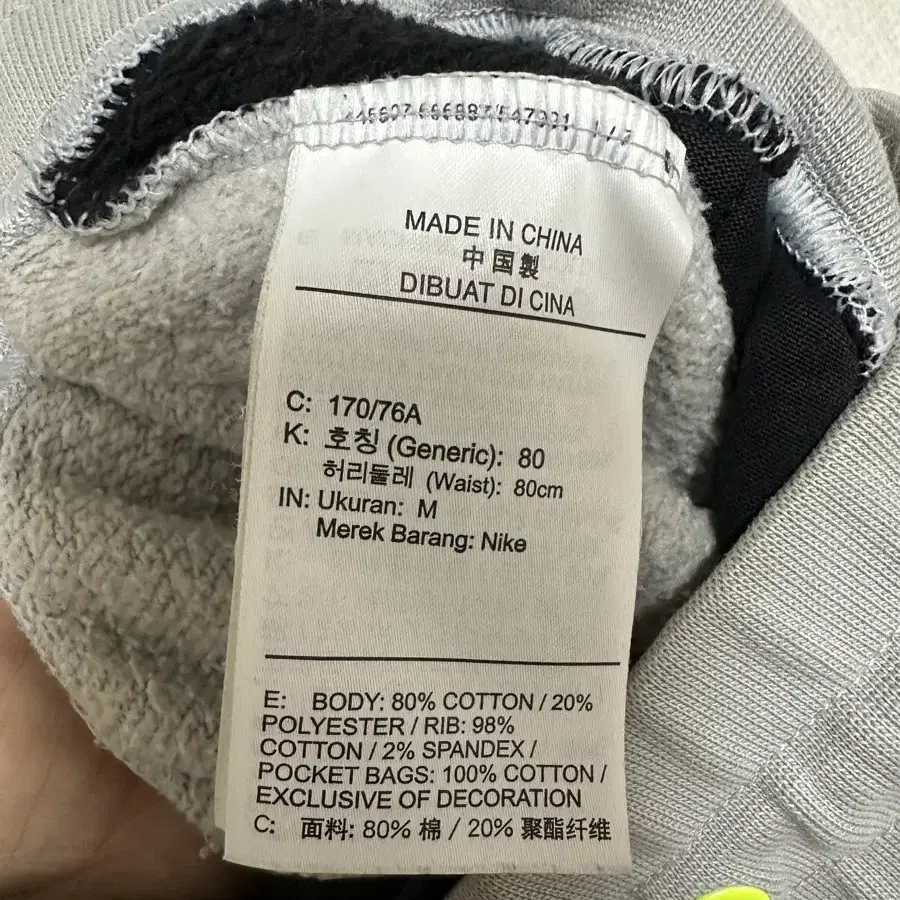 MADE IN CHINA
中国製
DIBUAT DI CINA
C: 170/76A
K: 호칭 (Generic): 80
허리둘레 (Waist): 80cm
IN: Ukuran: M
Merek Barang: Nike
E: BODY: 80% COTTON / 20%
POLYESTER / RIB: 98%
COTTON / 2% SPANDEX /
POCKET BAGS: 100% COTTON /
EXCLUSIVE OF DECORATION
C: 面料: 80% 棉 / 20% 聚酯纤维